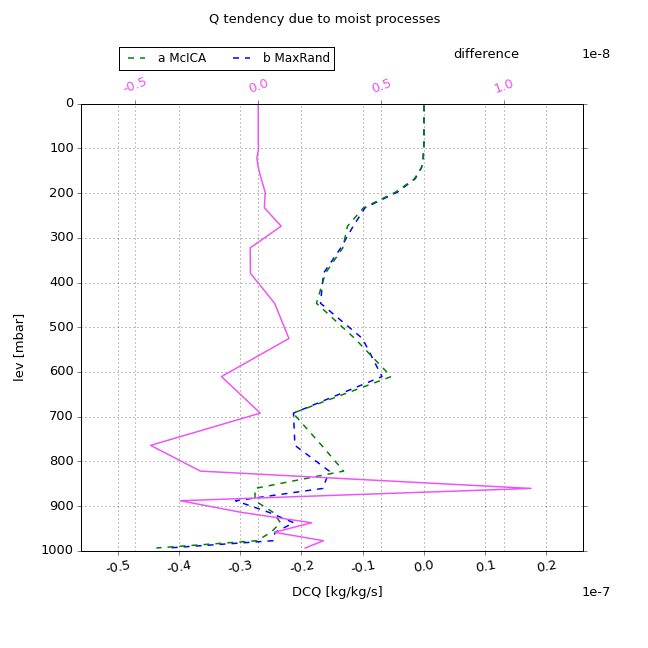 Q tendency due to moist processes
a McICA b MaxRand difference 1e-8
-0.5 0.0 0.5 1.0
0
100
200
300
400
500
600
700
800
900
1000
lev [mbar]
-0.5 -0.4 -0.3 -0.2 -0.1 0.0 0.1 0.2
DCQ [kg/kg/s] 1e-7